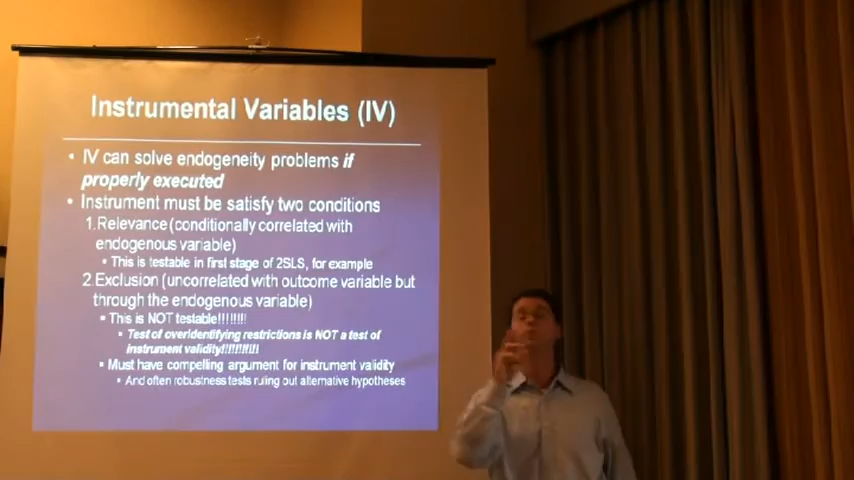 Instrumental Variables (IV)
• IV can solve endogeneity problems if
properly executed
• Instrument must be satisfy two conditions
1.Relevance (conditionally correlated with
endogenous variable)
▪ This is testable in first stage of 2SLS, for example
2.Exclusion (uncorrelated with outcome variable but
through the endogenous variable)
▪ This is NOT testable!!!!!!!!
▪ Test of overidentifying restrictions is NOT a test of
instrument validity!!!!!!!!!!
▪ Must have compelling argument for instrument validity
▪ And often robustness tests ruling out alternative hypotheses